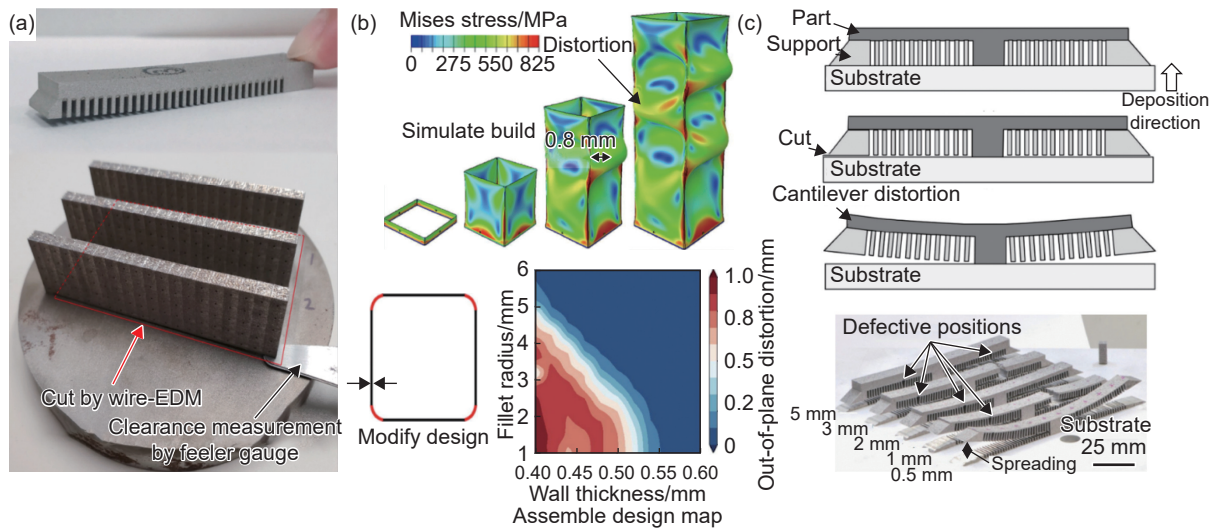 (a)
2
Cut by wire-EDM
Clearance measurement
by feeler gauge
(b)
Mises stress/MPa
0 275 550 825
Distortion
Simulate build
0.8 mm
Modify design
Fillet radius/mm
6
5
4
3
2
1
0.40 0.45 0.50 0.55 0.60
Wall thickness/mm
Assemble design map
1.0
0.8
0.6
0.5
0.2
0
Out-of-plane distortion/mm
(c)
Part
Support
Substrate
Deposition
direction
Cut
Substrate
Cantilever distortion
Substrate
Defective positions
5 mm
3 mm
2 mm
1 mm
0.5 mm
Spreading
Substrate
25 mm